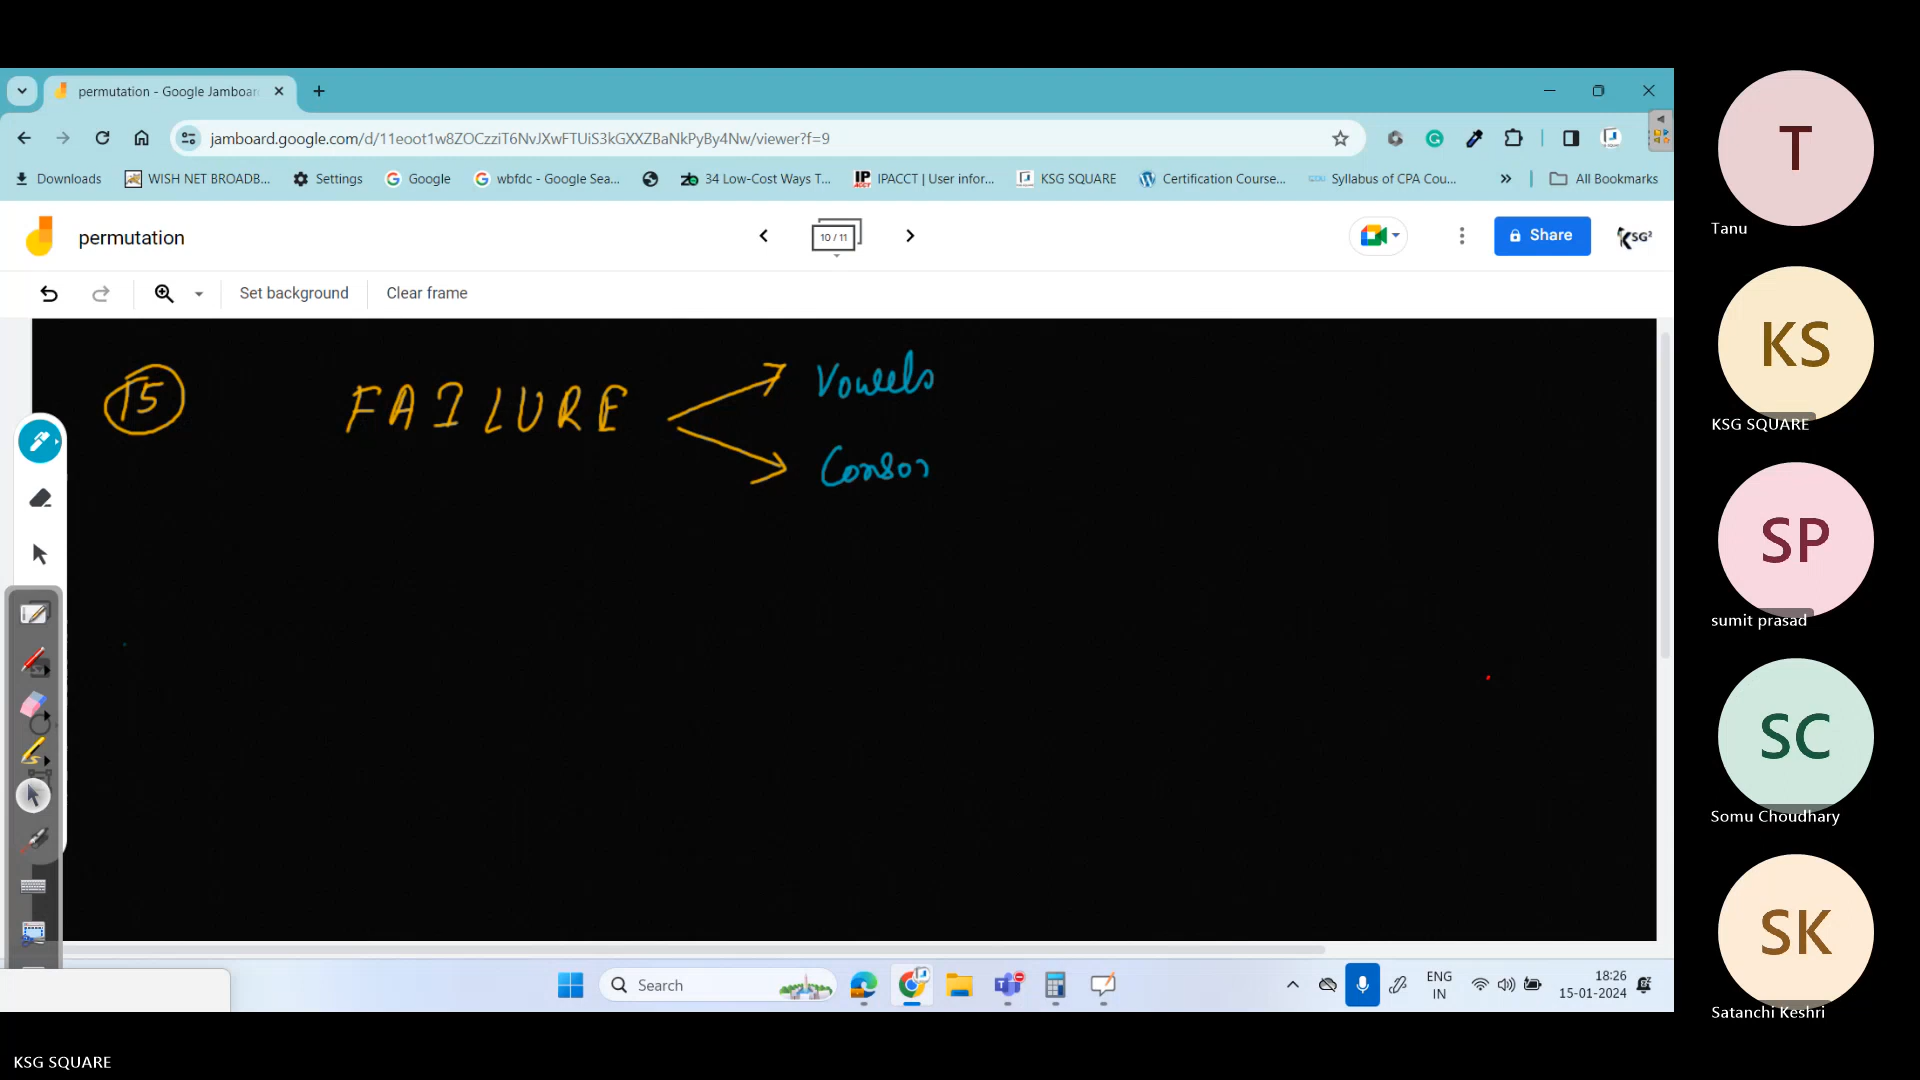 permutation - Google Jamboar
jamboard.google.com/d/11eoot1w8ZOCzziT6NvJXwFTUiS3kGXXZBaNkPyBy4Nw/viewer?f=9
Downloads WISH NET BROADB... Settings Google wbfdc - Google Sea... 34 Low-Cost Ways T... IPACCT | User infor... KSG SQUARE Certification Course... Syllabus of CPA Cou... » All Bookmarks
permutation
10 / 11
Share
KSG²
Set background Clear frame
15 FAILURE Vowels
Conson
T
Tanu
KS
KSG SQUARE
SP
sumit prasad
SC
Somu Choudhary
SK
Satanchi Keshri
Search
ENG
IN
18:26
15-01-2024
KSG SQUARE